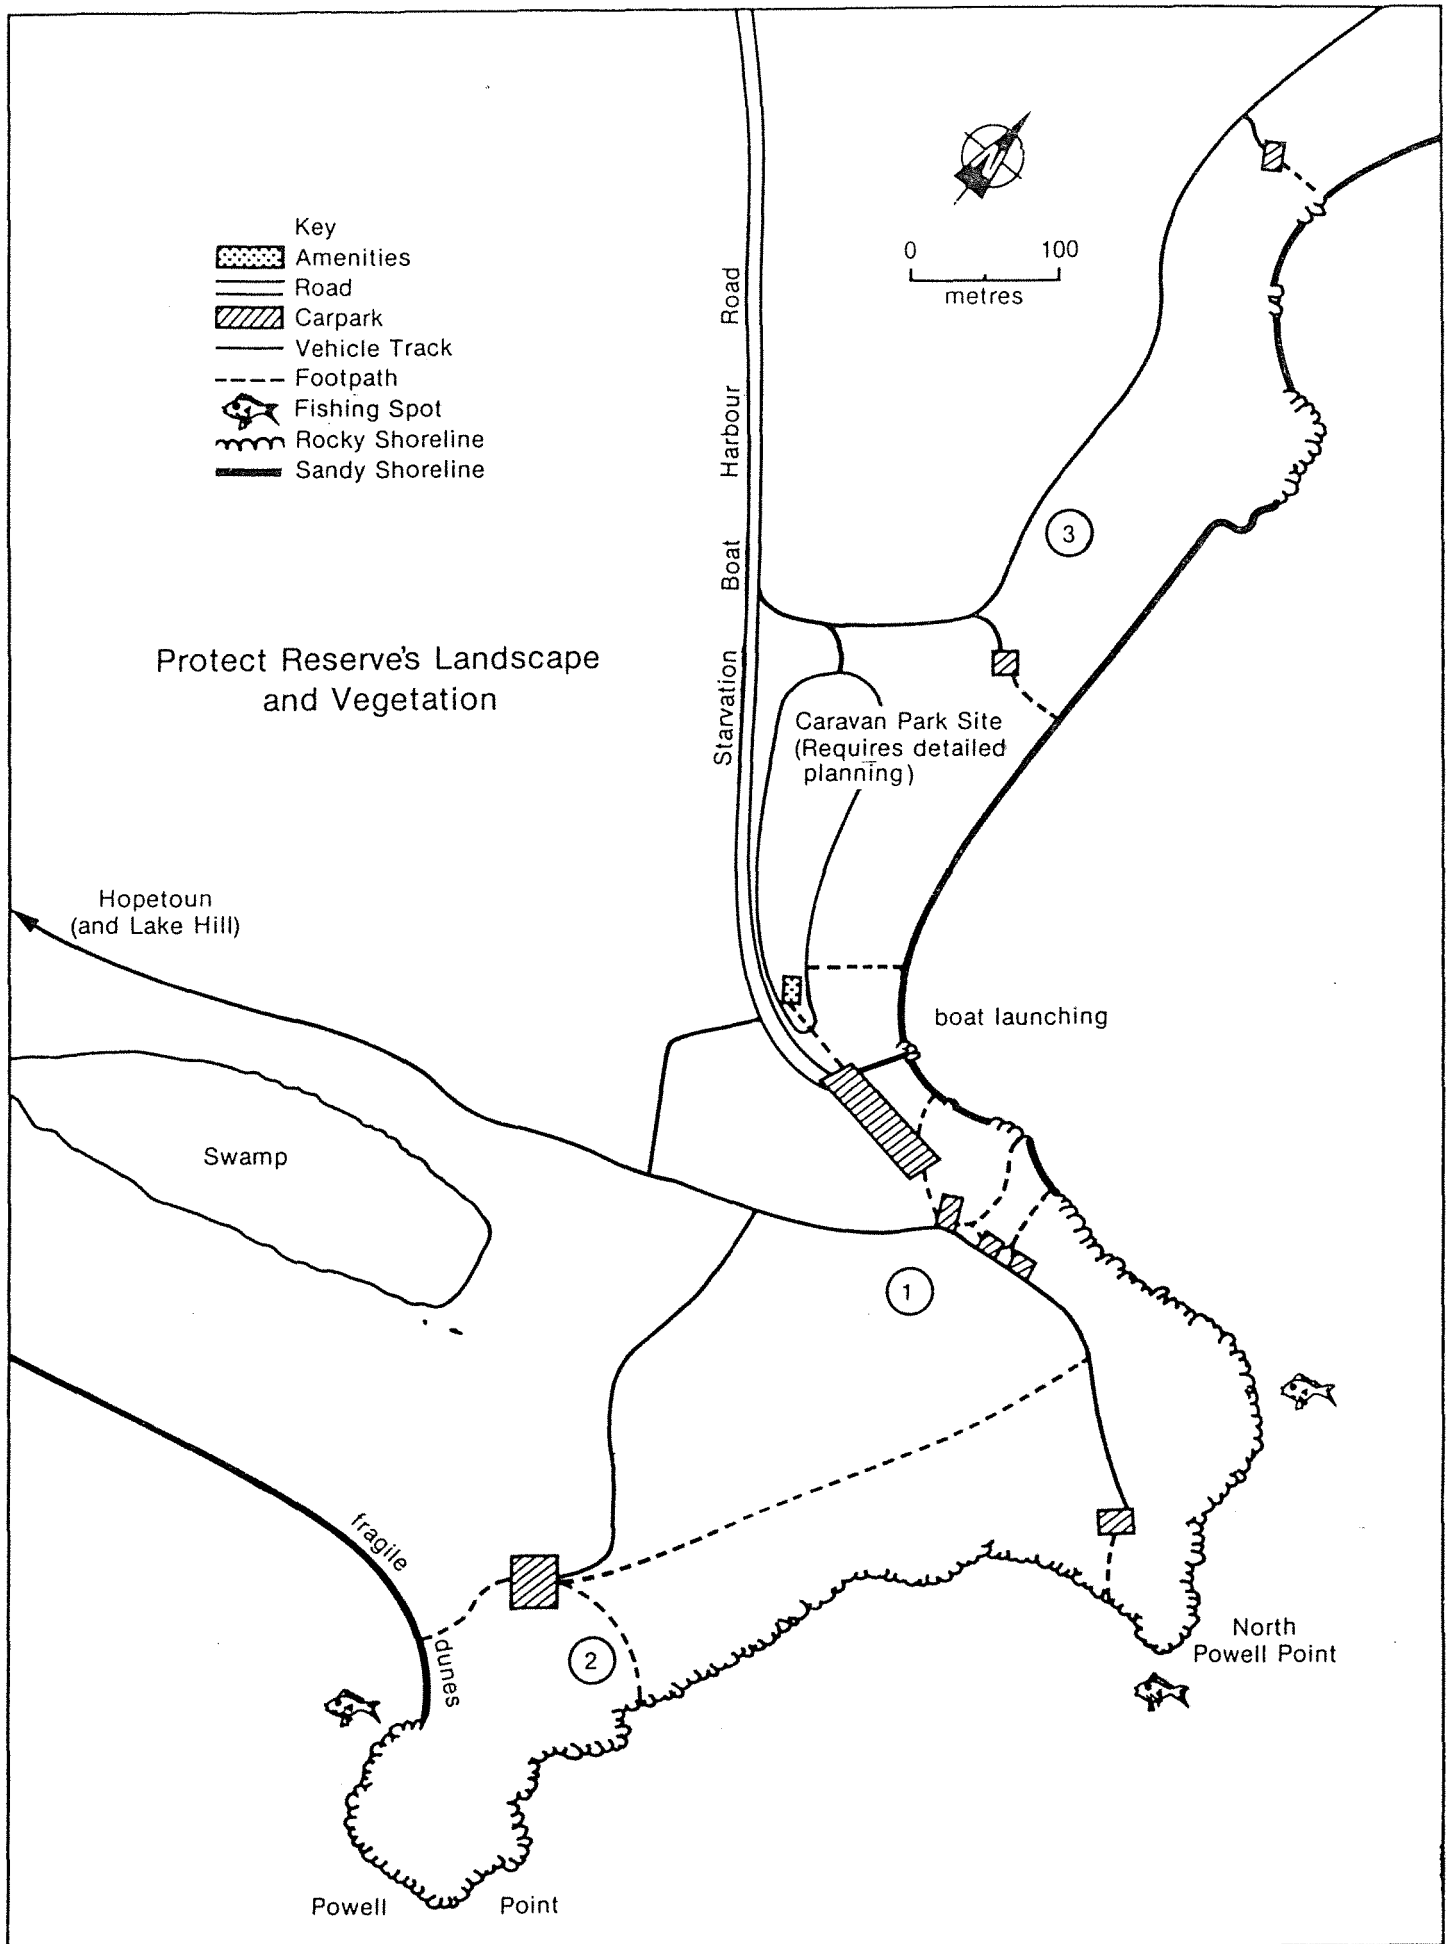 Key
Amenities
Road
Carpark
Vehicle Track
Footpath
Fishing Spot
Rocky Shoreline
Sandy Shoreline
N
0 100
metres
Starvation Boat Harbour Road
3
Protect Reserve's Landscape
and Vegetation
Caravan Park Site
(Requires detailed
planning)
Hopetoun
(and Lake Hill)
boat launching
Swamp
1
fragile
dunes
2
North
Powell Point
Powell Point